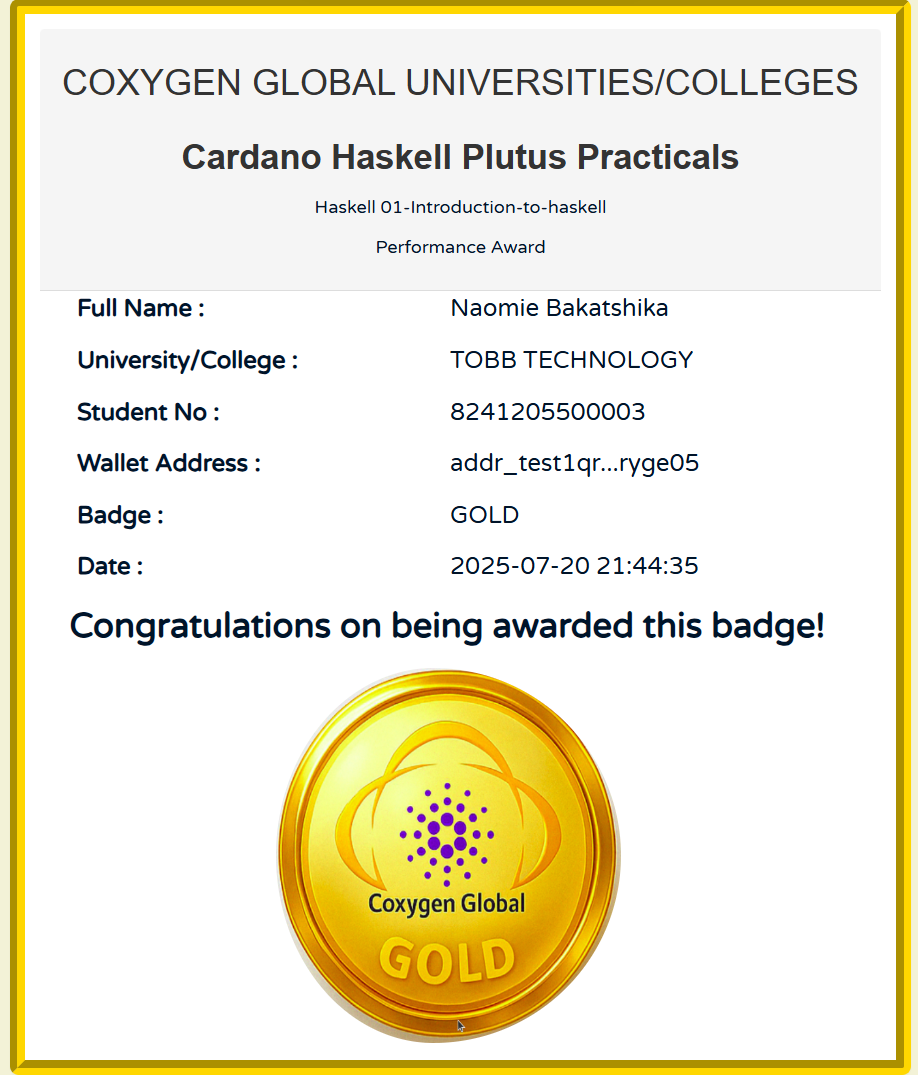 COXYGEN GLOBAL UNIVERSITIES/COLLEGES
Cardano Haskell Plutus Practicals
Haskell 01-Introduction-to-haskell
Performance Award
Full Name : Naomie Bakatshika
University/College : TOBB TECHNOLOGY
Student No : 8241205500003
Wallet Address : addr_test1qr...ryge05
Badge : GOLD
Date : 2025-07-20 21:44:35
Congratulations on being awarded this badge!
Coxygen Global
GOLD